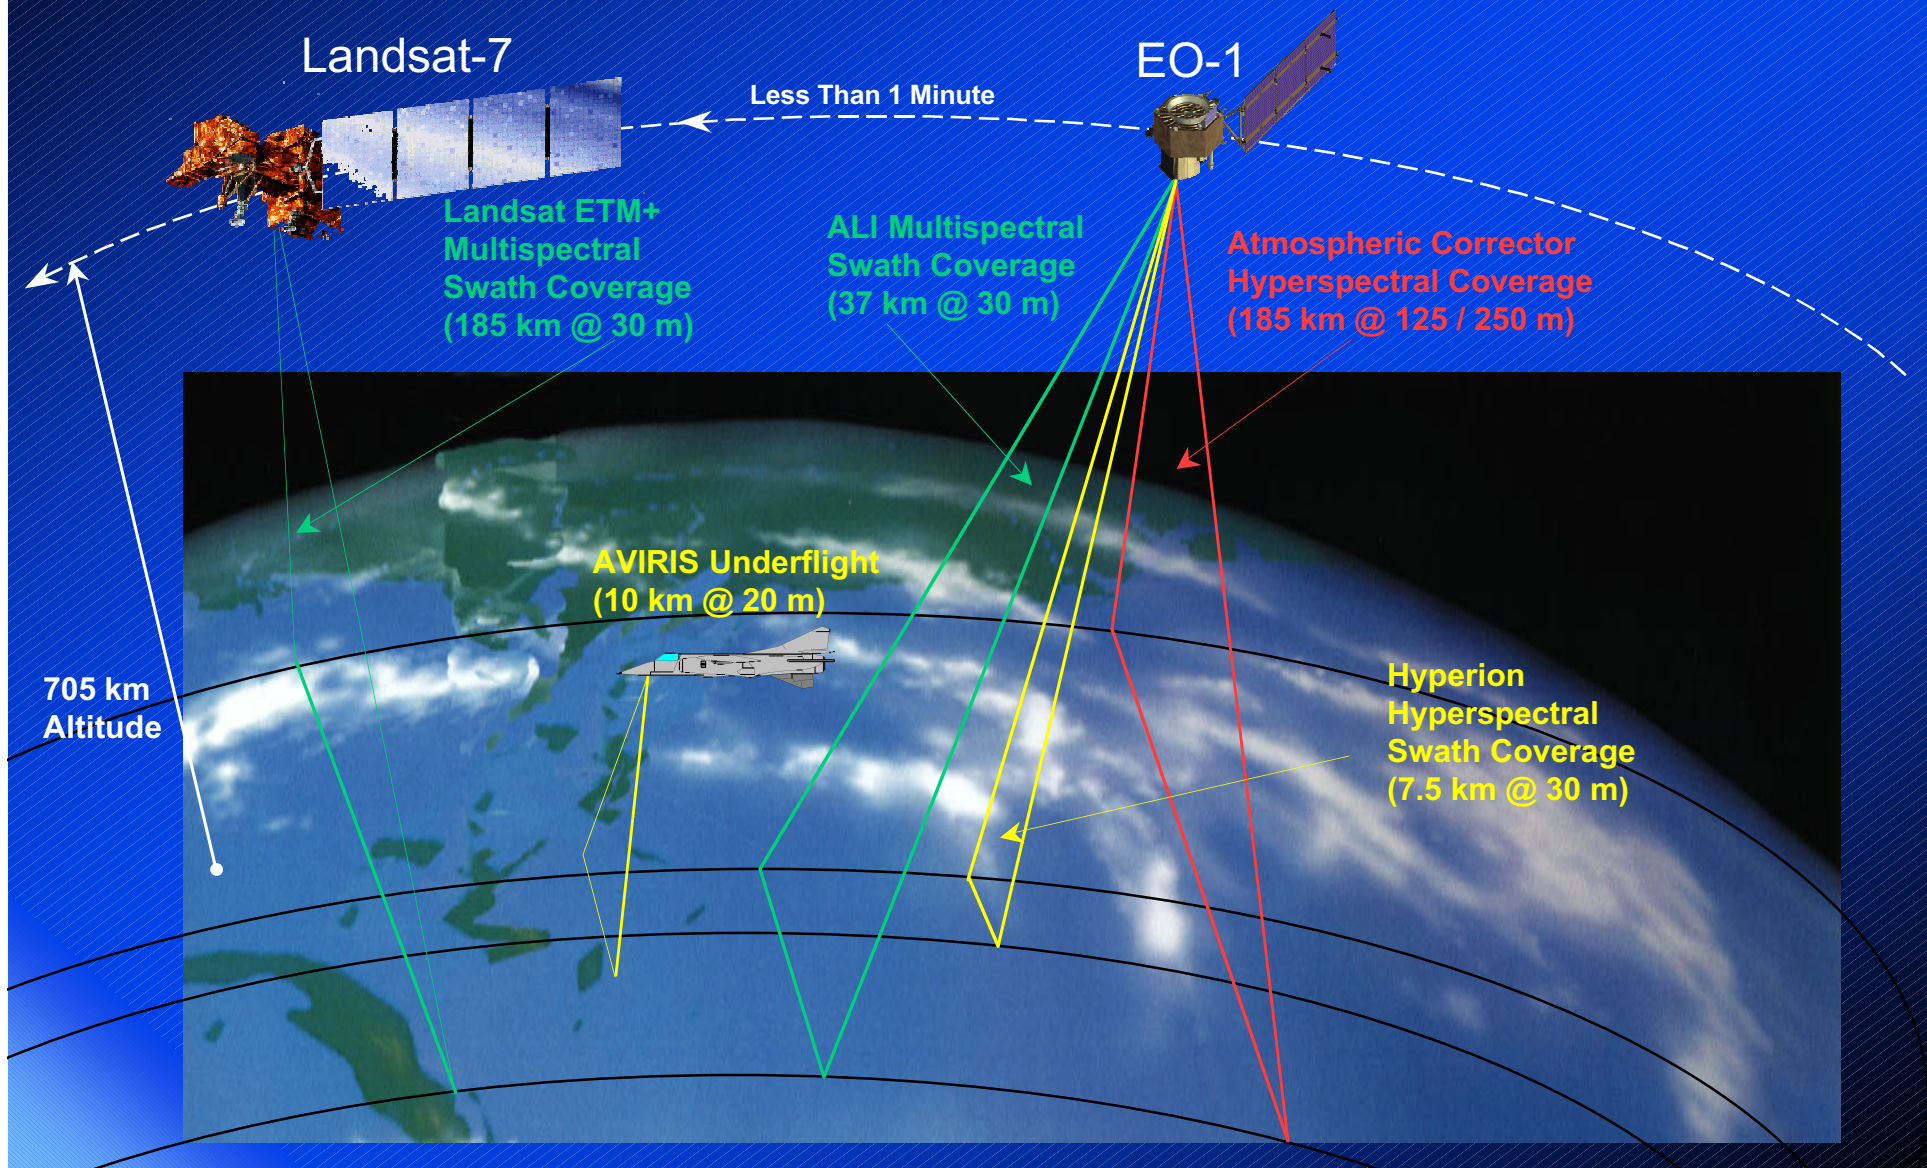 Landsat-7
EO-1
Less Than 1 Minute
Landsat ETM+
Multispectral
Swath Coverage
(185 km @ 30 m)
ALI Multispectral
Swath Coverage
(37 km @ 30 m)
Atmospheric Corrector
Hyperspectral Coverage
(185 km @ 125 / 250 m)
AVIRIS Underflight
(10 km @ 20 m)
705 km
Altitude
Hyperion
Hyperspectral
Swath Coverage
(7.5 km @ 30 m)